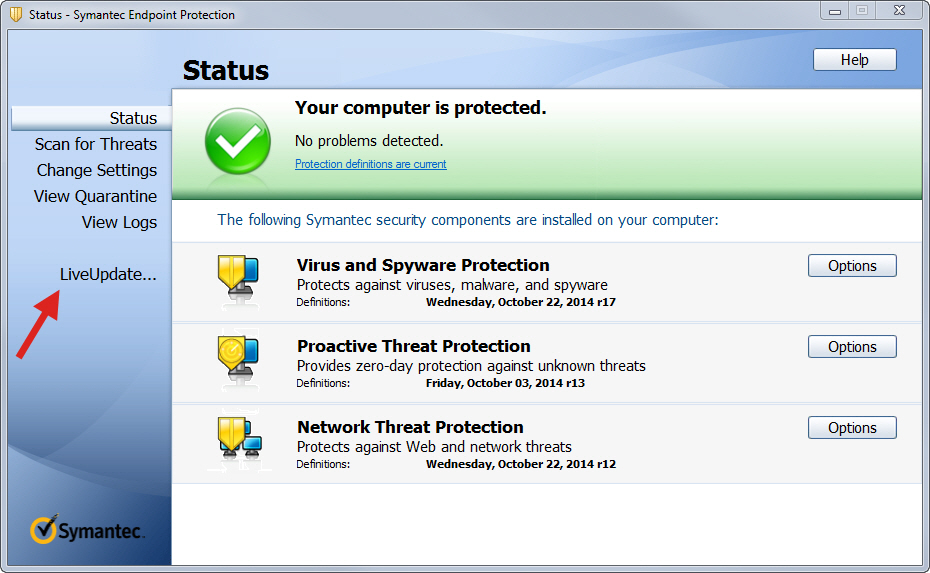 Status - Symantec Endpoint Protection
Status
Help
Status
Scan for Threats
Change Settings
View Quarantine
View Logs
LiveUpdate...
Your computer is protected.
No problems detected.
Protection definitions are current
The following Symantec security components are installed on your computer:
Virus and Spyware Protection
Options
Protects against viruses, malware, and spyware
Definitions: Wednesday, October 22, 2014 r17
Proactive Threat Protection
Options
Provides zero-day protection against unknown threats
Definitions: Friday, October 03, 2014 r13
Network Threat Protection
Options
Protects against Web and network threats
Definitions: Wednesday, October 22, 2014 r12
Symantec.